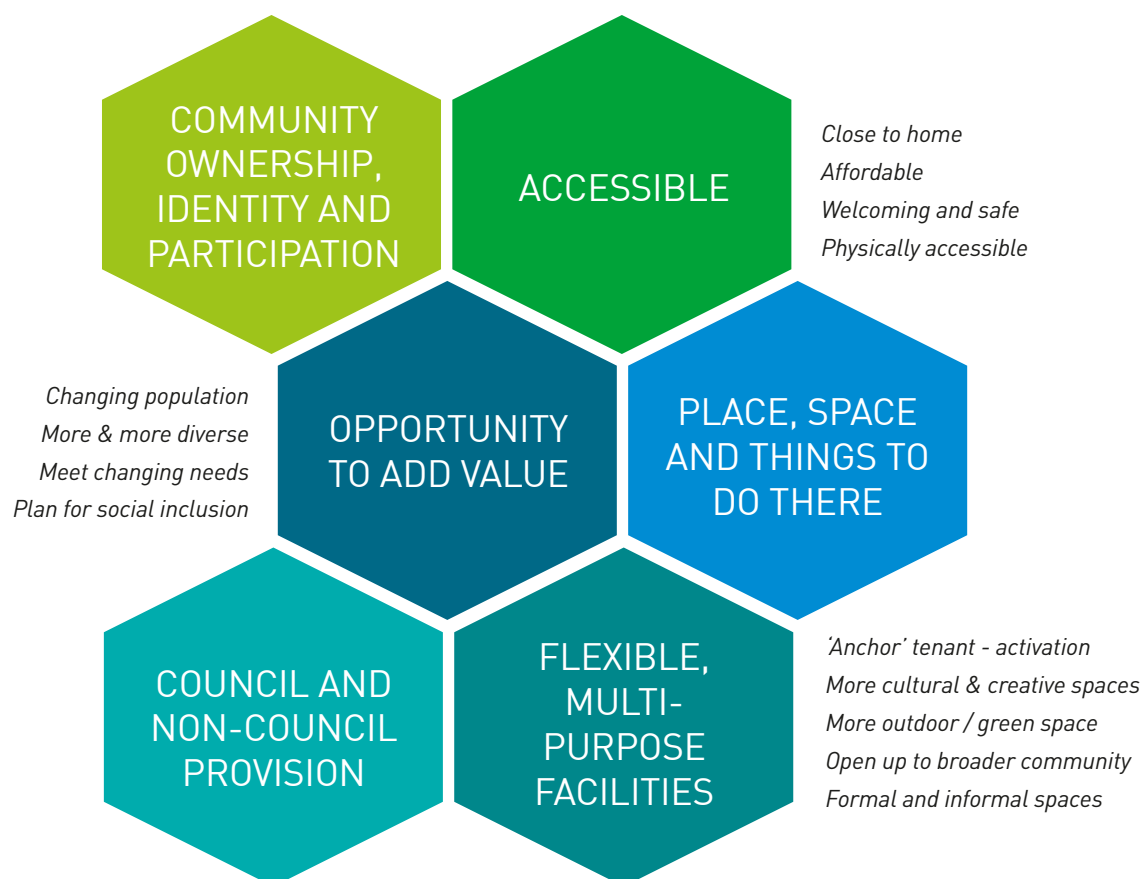 COMMUNITY
OWNERSHIP,
IDENTITY AND
PARTICIPATION
ACCESSIBLE
Close to home
Affordable
Welcoming and safe
Physically accessible
Changing population
More & more diverse
Meet changing needs
Plan for social inclusion
OPPORTUNITY
TO ADD VALUE
PLACE, SPACE
AND THINGS TO
DO THERE
COUNCIL AND
NON-COUNCIL
PROVISION
FLEXIBLE,
MULTI-
PURPOSE
FACILITIES
‘Anchor’ tenant - activation
More cultural & creative spaces
More outdoor / green space
Open up to broader community
Formal and informal spaces